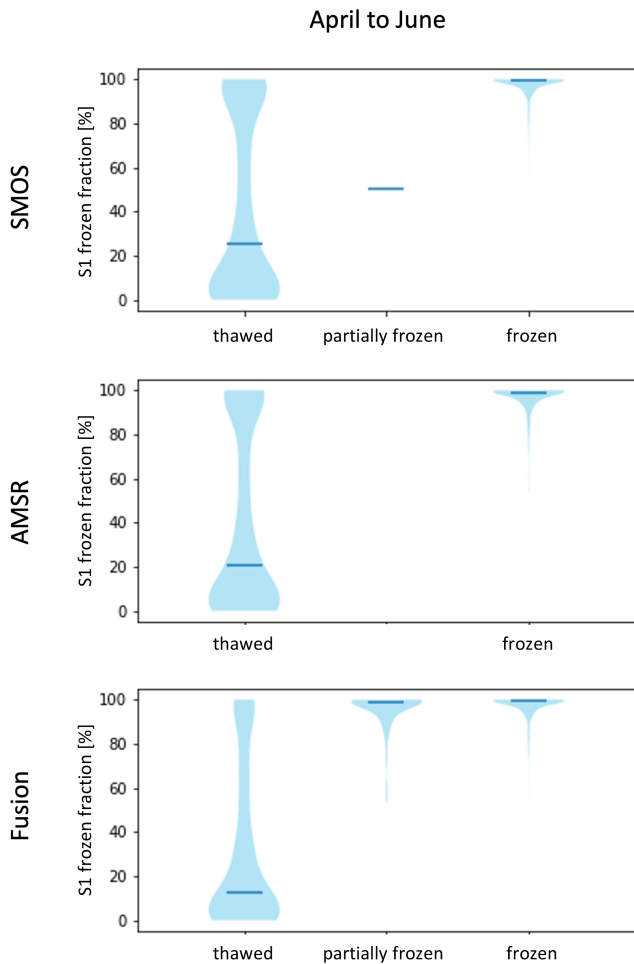 April to June
SMOS
S1 frozen fraction [%]
100
80
60
40
20
0
thawed partially frozen frozen
AMSR
S1 frozen fraction [%]
100
80
60
40
20
0
thawed frozen
Fusion
S1 frozen fraction [%]
100
80
60
40
20
0
thawed partially frozen frozen